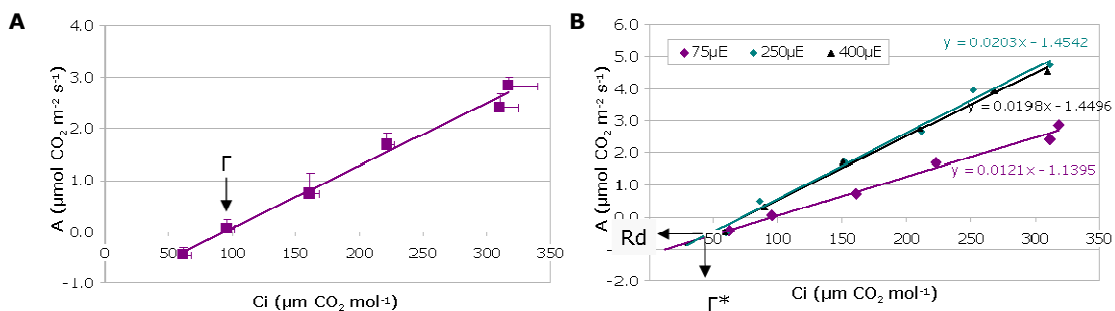 A
A (µmol CO2 m-2 s-1)
4.0
3.0
2.0
1.0
0.0
-1.0
Γ
0 50 100 150 200 250 300 350
Ci (µm CO2 mol-1)
B
A (µmol CO2 m-2 s-1)
6.0
5.0
4.0
3.0
2.0
1.0
0.0
-2.0
75µE 250µE 400µE
y = 0.0203x - 1.4542
y = 0.0198x - 1.4496
y = 0.0121x - 1.1395
Rd
50 100 150 200 250 300 350
Ci (µm CO2 mol-1)
Γ*